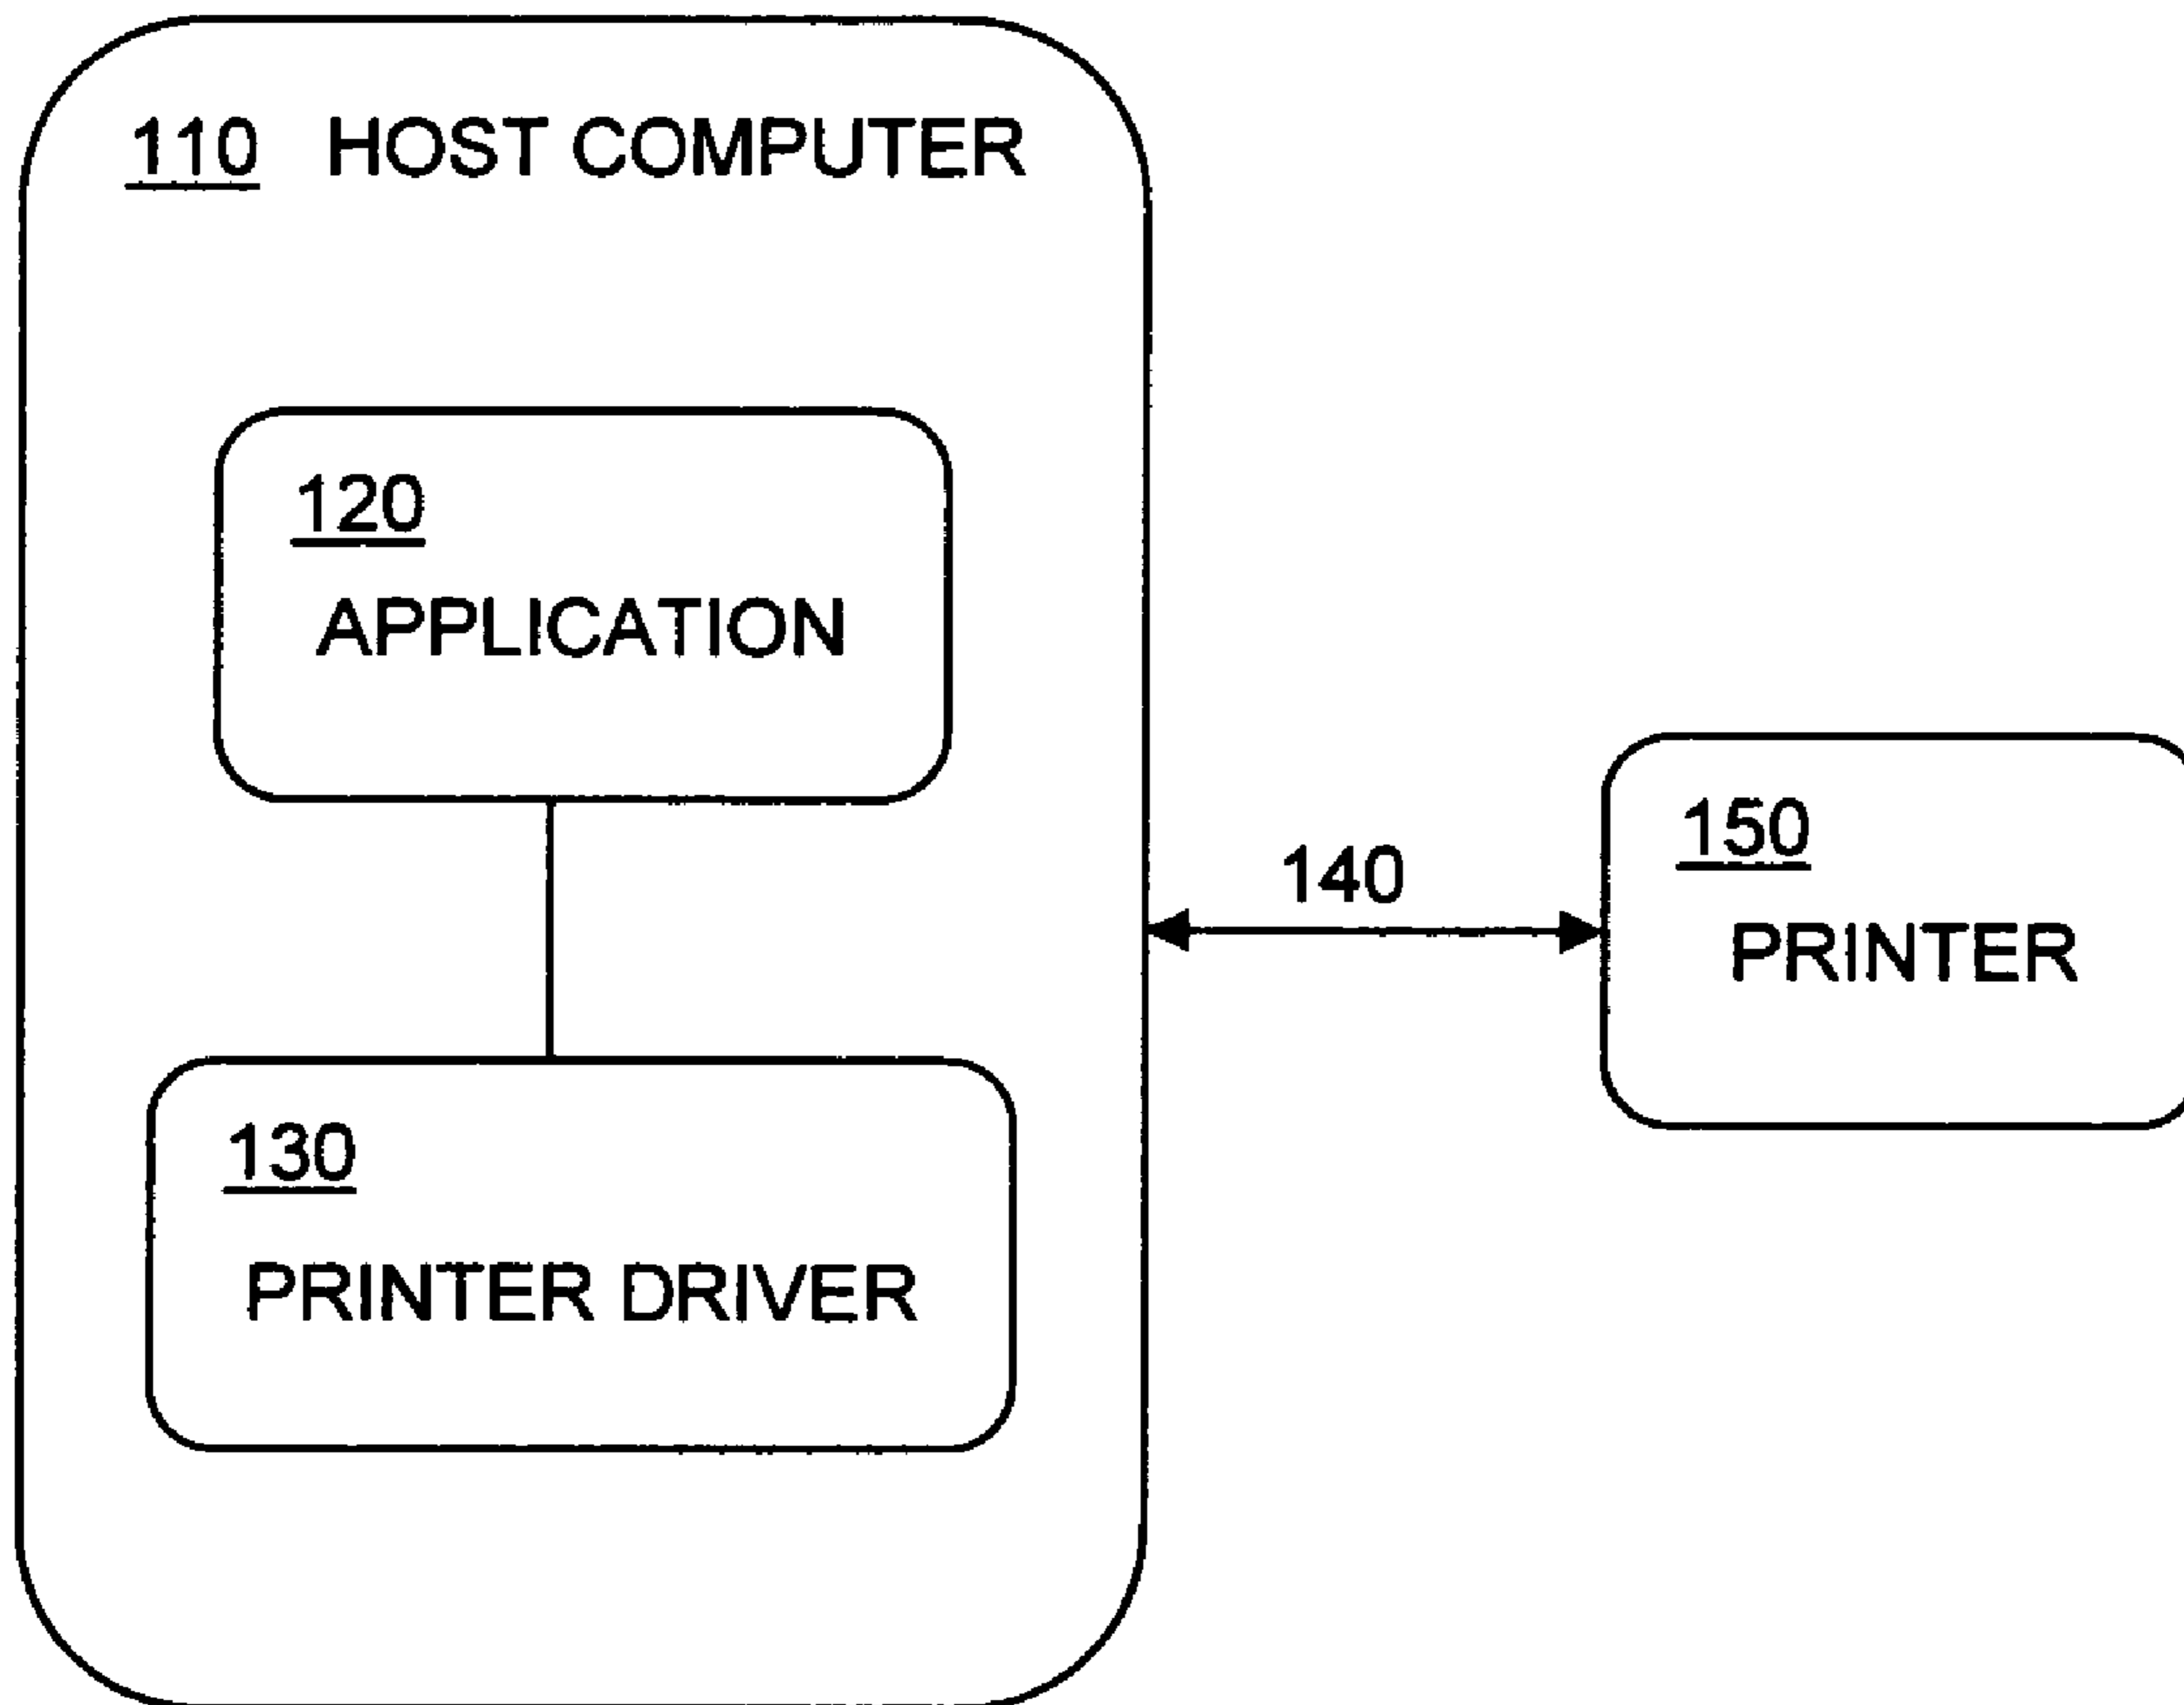 110 HOST COMPUTER
120
APPLICATION
140
150
PRINTER
130
PRINTER DRIVER